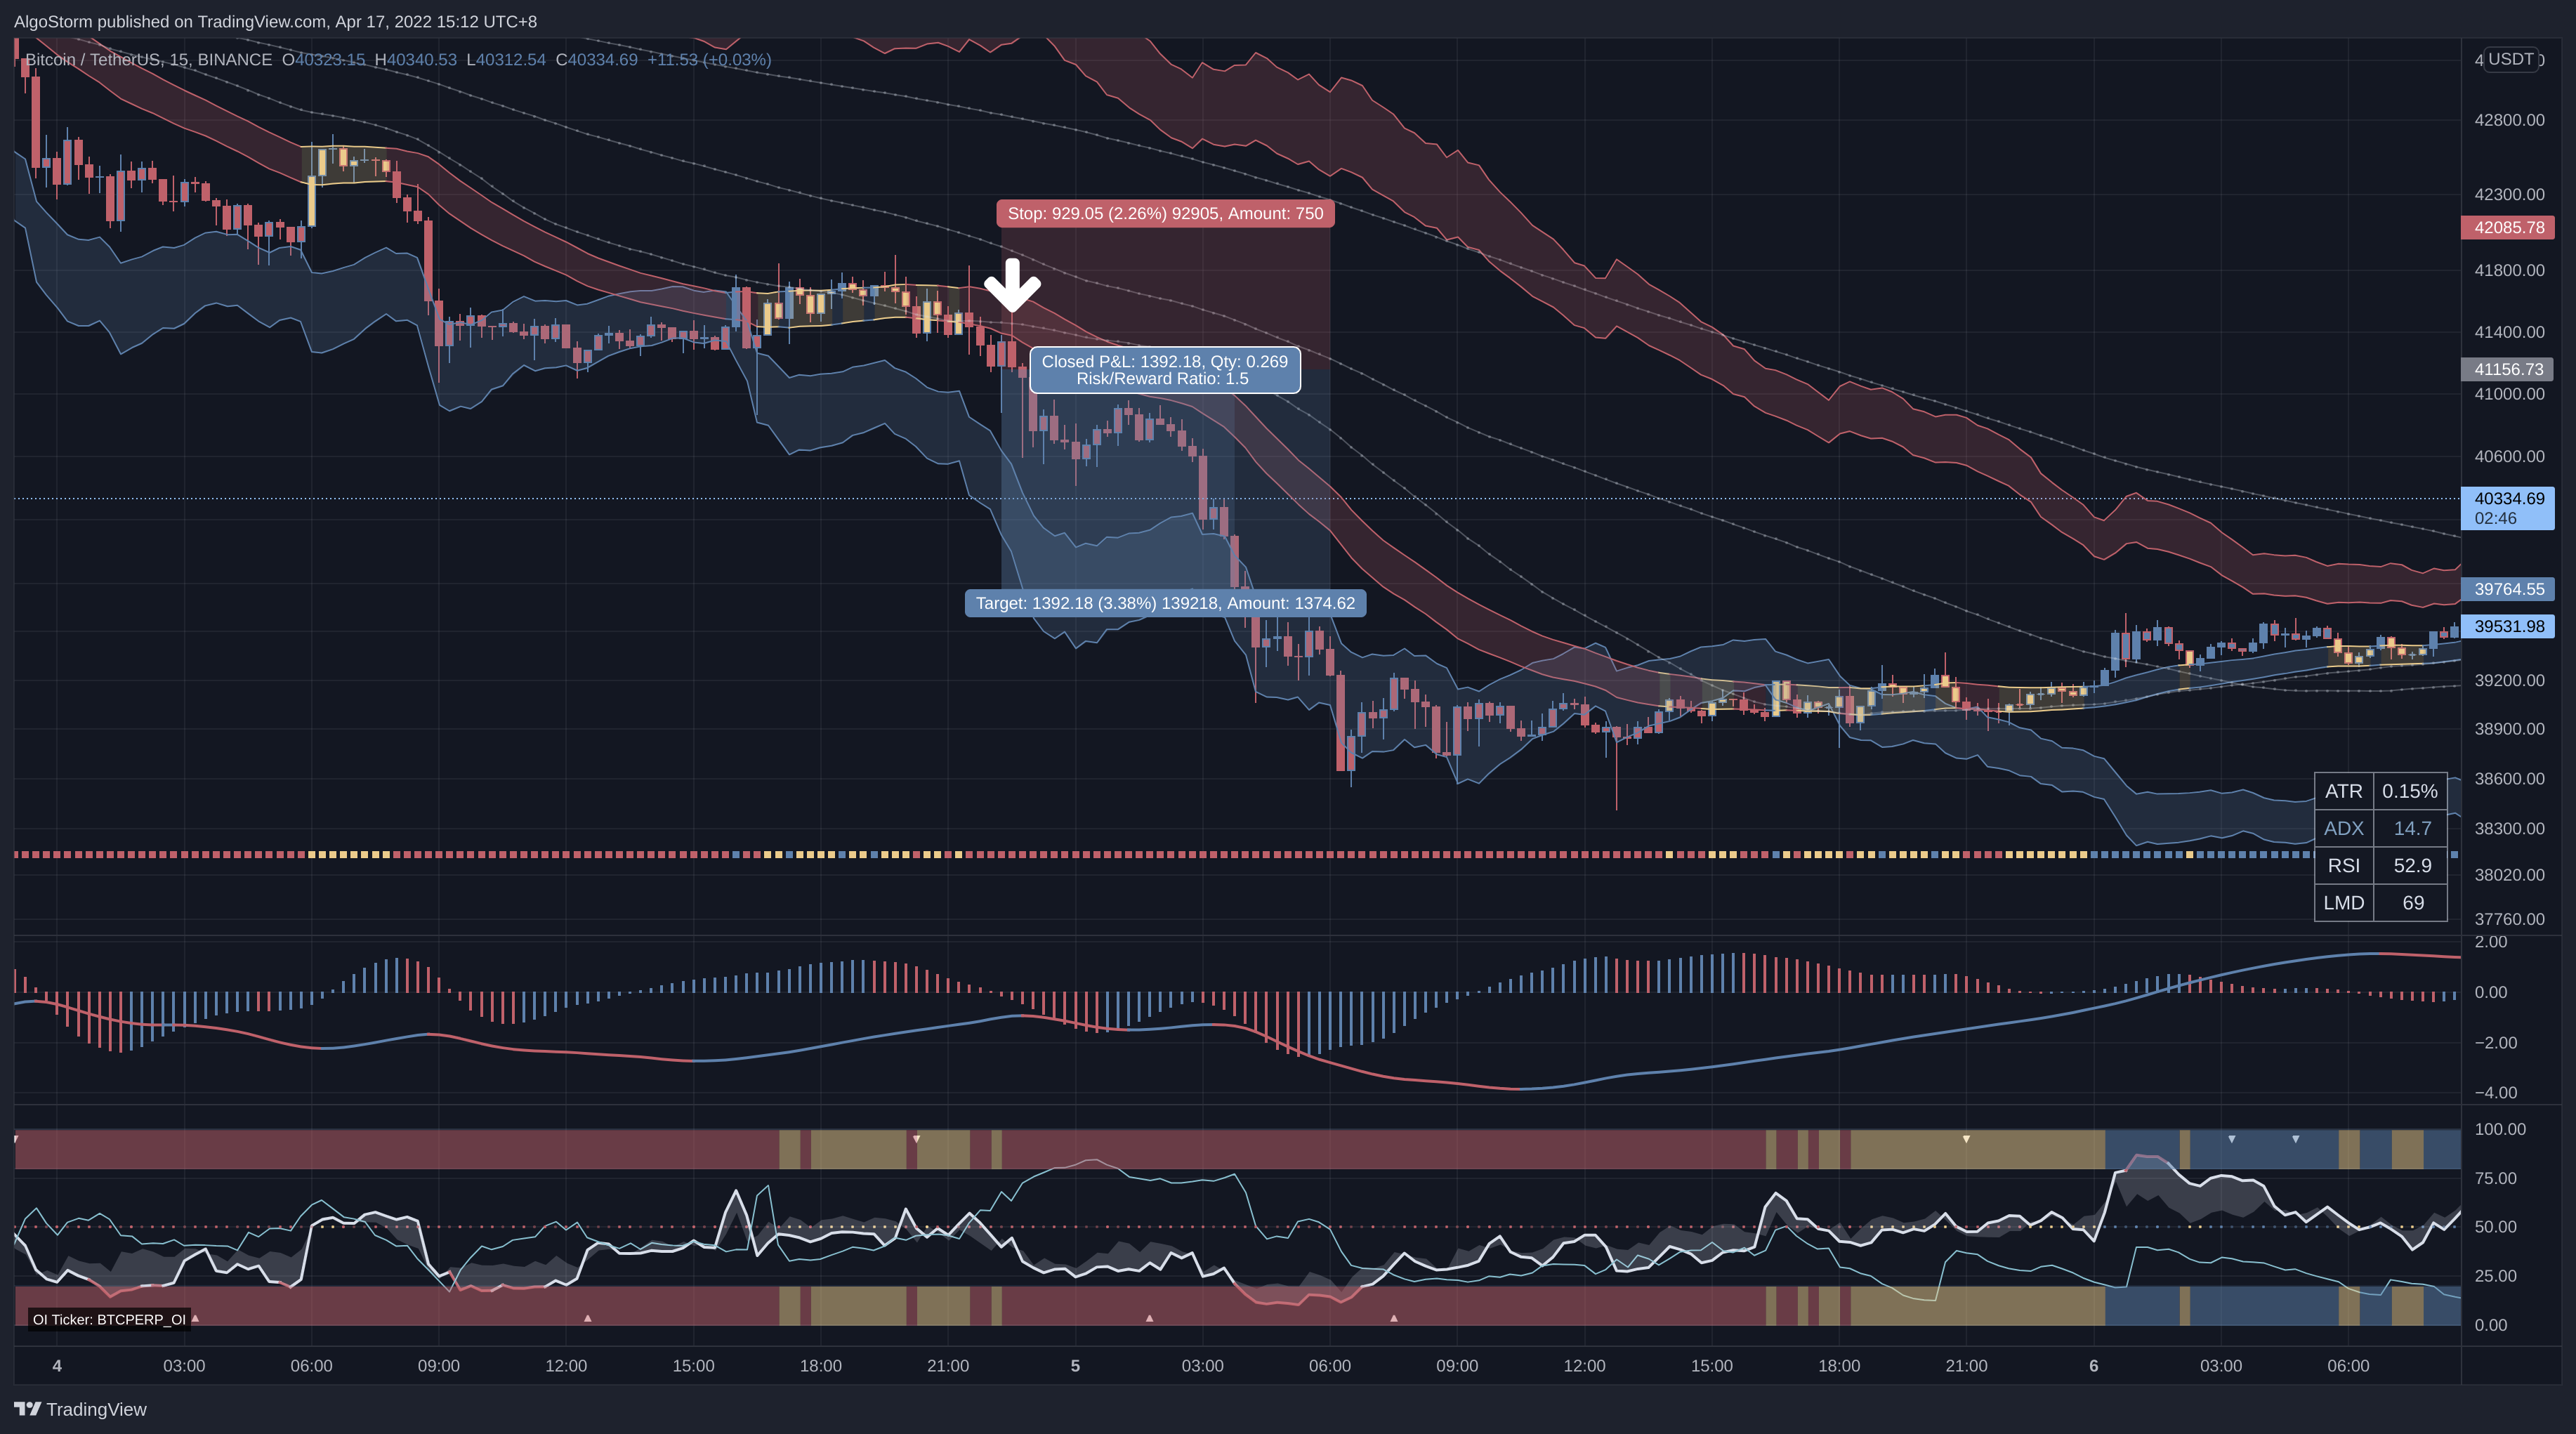 AlgoStorm published on TradingView.com, Apr 17, 2022 15:12 UTC+8
Bitcoin / TetherUS, 15, BINANCE O40323.15 H40340.53 L40312.54 C40334.69 +11.53 (+0.03%)
USDT
42800.00
42300.00
Stop: 929.05 (2.26%) 92905, Amount: 750
42085.78
41800.00
41400.00
Closed P&L: 1392.18, Qty: 0.269
Risk/Reward Ratio: 1.5
41156.73
41000.00
40600.00
40334.69
02:46
39764.55
Target: 1392.18 (3.38%) 139218, Amount: 1374.62
39531.98
39200.00
38900.00
38600.00
ATR 0.15%
ADX 14.7
38300.00
RSI 52.9
38020.00
LMD 69
37760.00
2.00
0.00
−2.00
−4.00
100.00
75.00
50.00
25.00
OI Ticker: BTCPERP_OI
0.00
4 03:00 06:00 09:00 12:00 15:00 18:00 21:00 5 03:00 06:00 09:00 12:00 15:00 18:00 21:00 6 03:00 06:00
TradingView